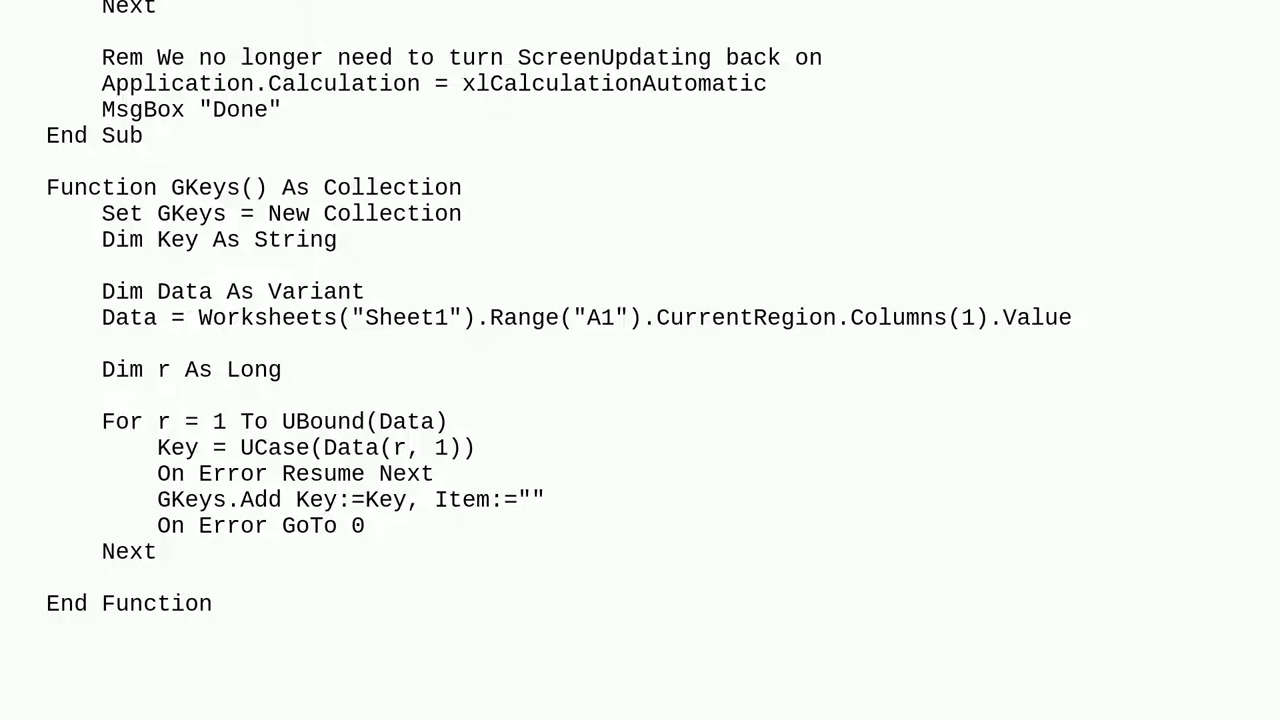 Next
Rem We no longer need to turn ScreenUpdating back on
Application.Calculation = xlCalculationAutomatic
MsgBox "Done"
End Sub
Function GKeys() As Collection
Set GKeys = New Collection
Dim Key As String
Dim Data As Variant
Data = Worksheets("Sheet1").Range("A1").CurrentRegion.Columns(1).Value
Dim r As Long
For r = 1 To UBound(Data)
Key = UCase(Data(r, 1))
On Error Resume Next
GKeys.Add Key:=Key, Item:=""
On Error GoTo 0
Next
End Function